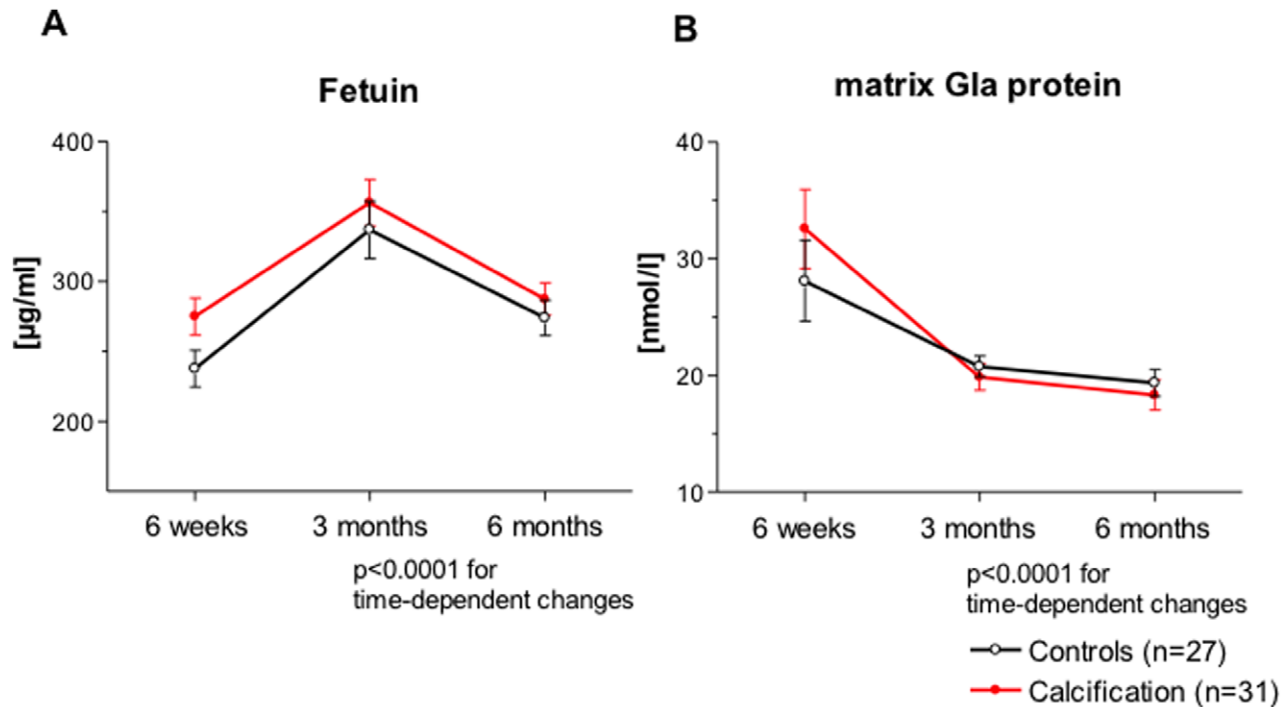 A
Fetuin
400
300
200
[µg/ml]
6 weeks
3 months
6 months
p<0.0001 for
time-dependent changes
B
matrix Gla protein
40
30
20
10
[nmol/l]
6 weeks
3 months
6 months
p<0.0001 for
time-dependent changes
Controls (n=27)
Calcification (n=31)